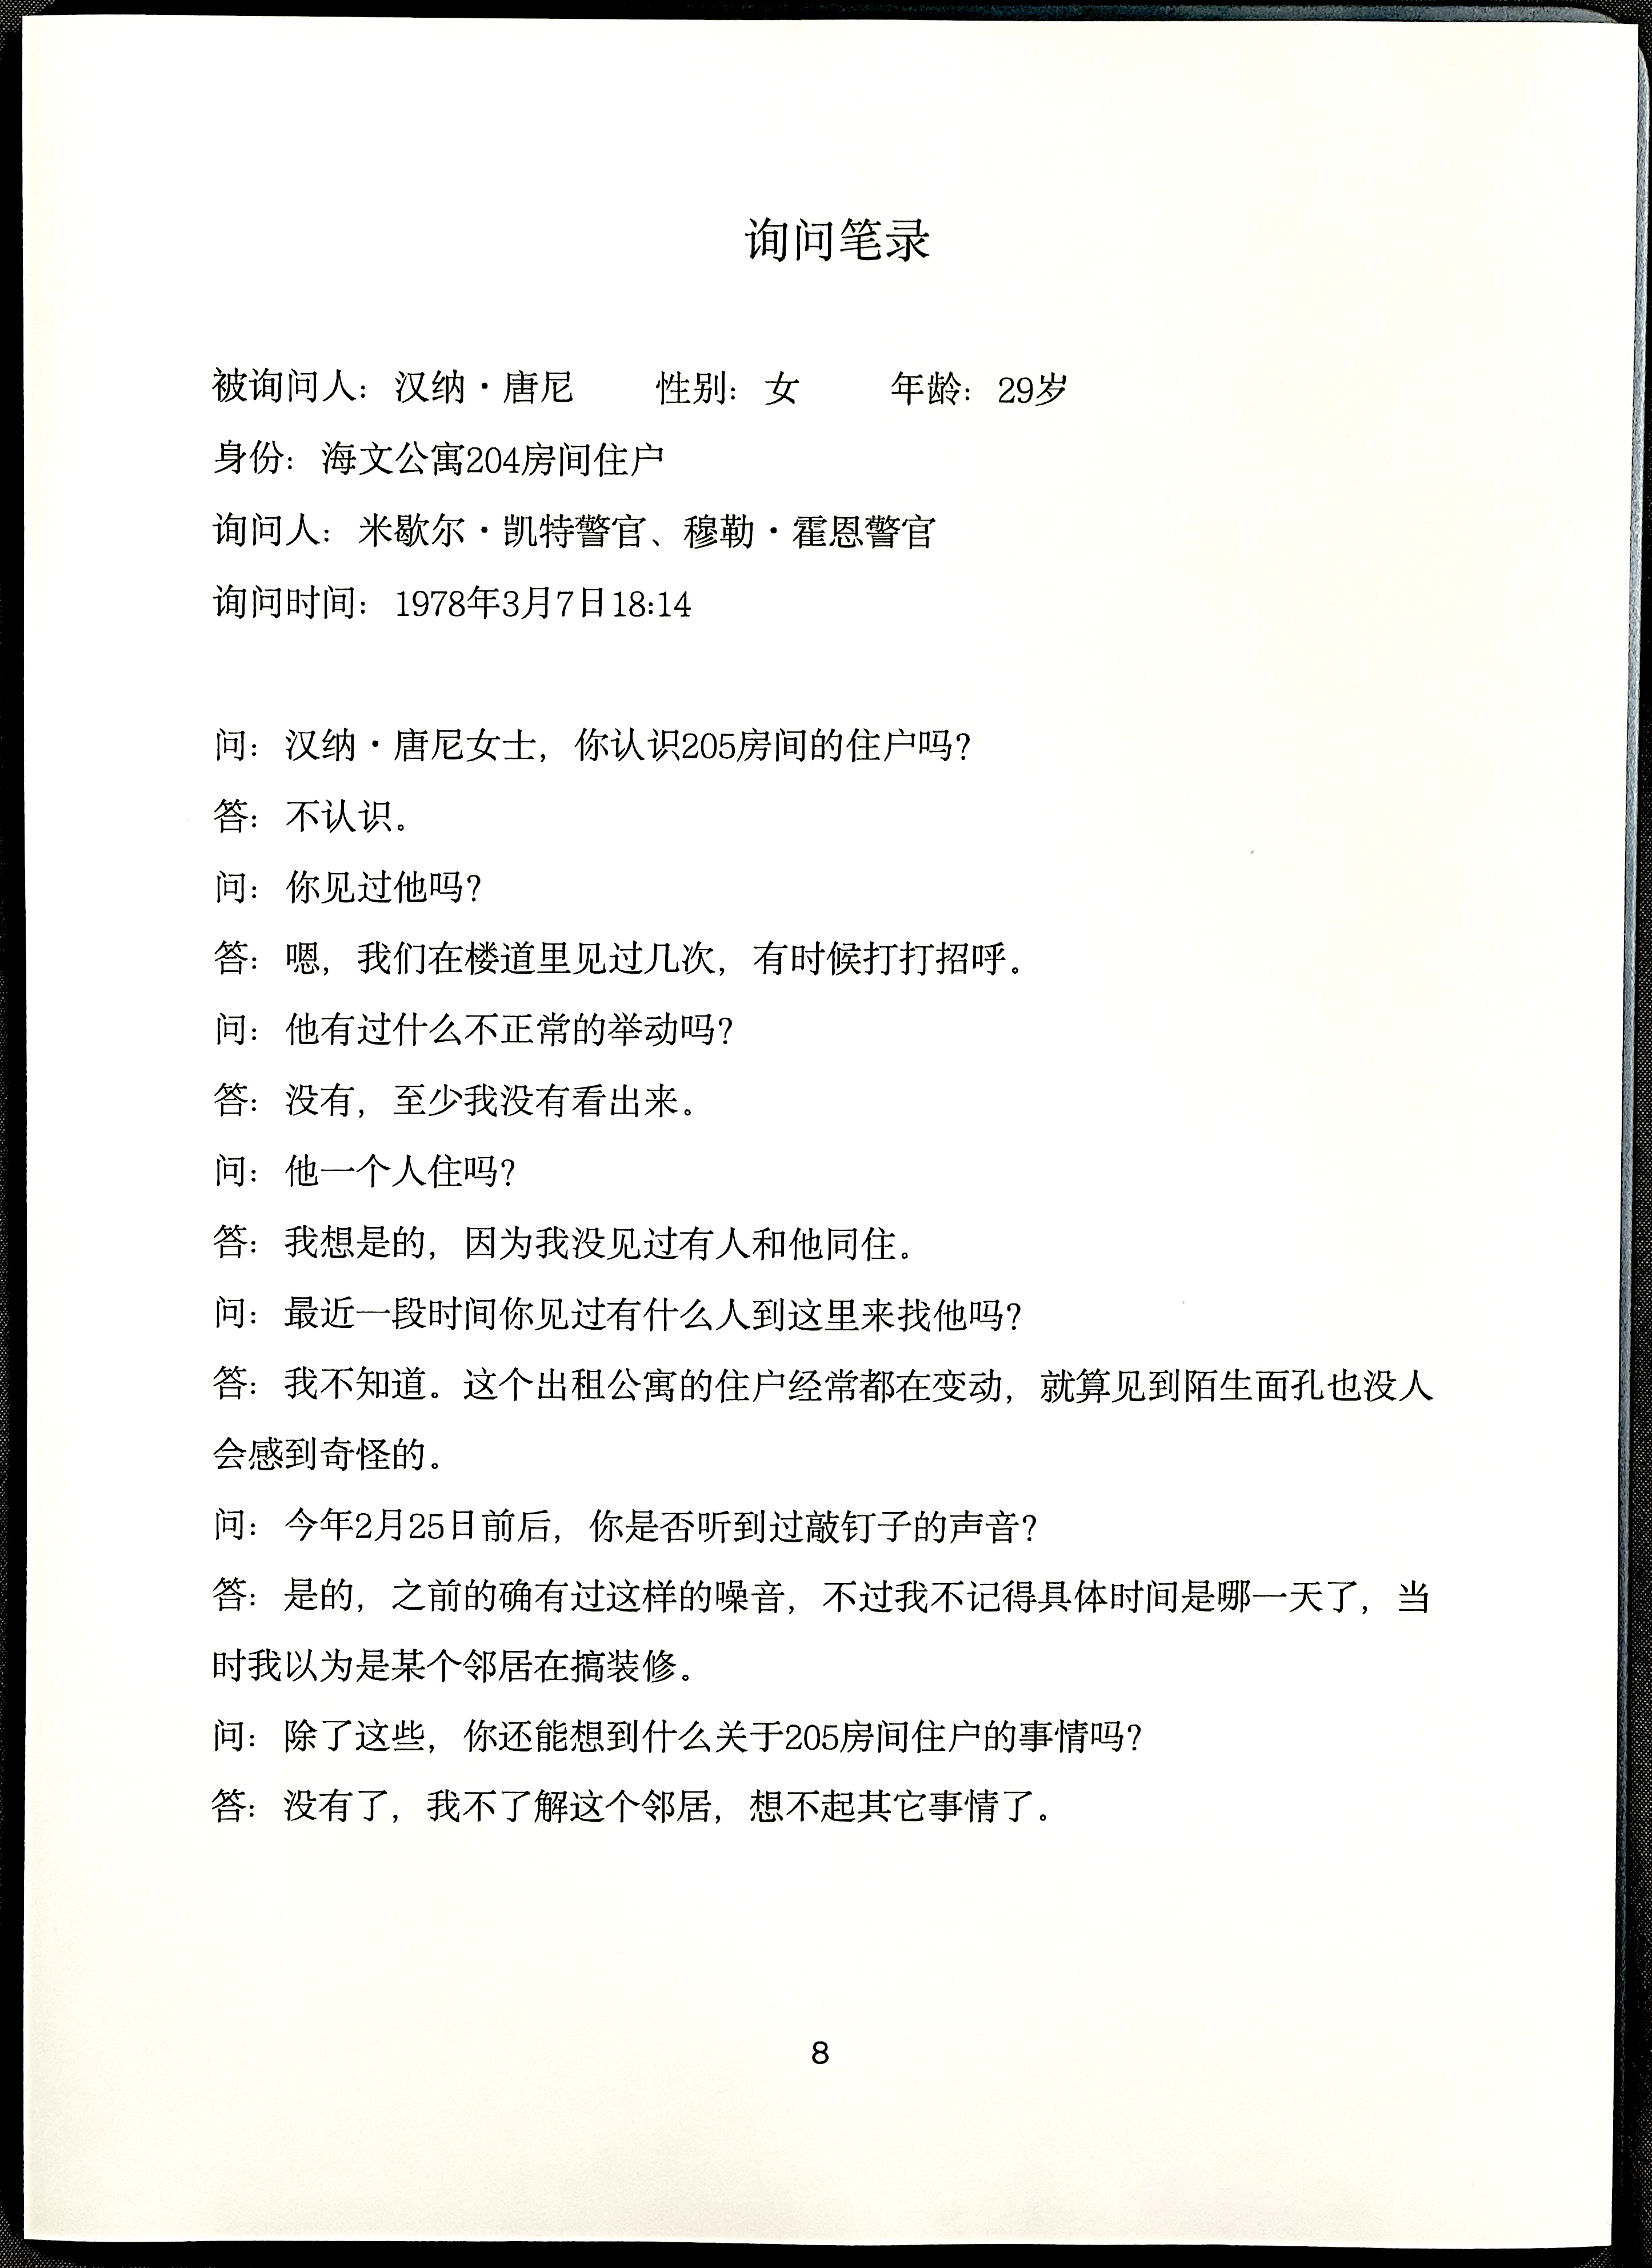 询问笔录
被询问人：汉纳·唐尼　　性别：女　　年龄：29岁
身份：海文公寓204房间住户
询问人：米歇尔·凯特警官、穆勒·霍恩警官
询问时间：1978年3月7日18:14
问：汉纳·唐尼女士，你认识205房间的住户吗？
答：不认识。
问：你见过他吗？
答：嗯，我们在楼道里见过几次，有时候打打招呼。
问：他有过什么不正常的举动吗？
答：没有，至少我没有看出来。
问：他一个人住吗？
答：我想是的，因为我没见过有人和他同住。
问：最近一段时间你见过有什么人到这里来找他吗？
答：我不知道。这个出租公寓的住户经常都在变动，就算见到陌生面孔也没人
会感到奇怪的。
问：今年2月25日前后，你是否听到过敲钉子的声音？
答：是的，之前的确有过这样的噪音，不过我不记得具体时间是哪一天了，当
时我以为是某个邻居在搞装修。
问：除了这些，你还能想到什么关于205房间住户的事情吗？
答：没有了，我不了解这个邻居，想不起其它事情了。
8